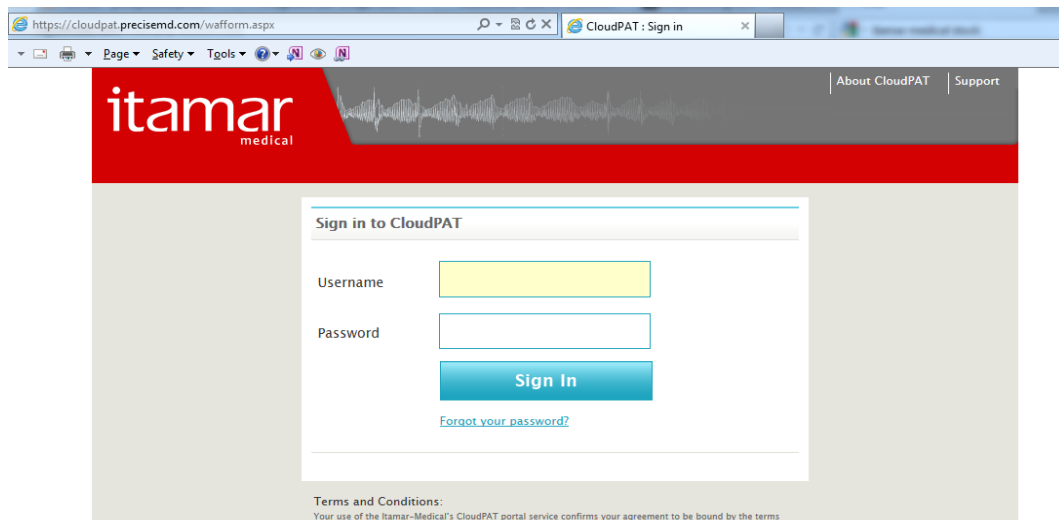 https://cloudpat.precisemd.com/wafform.aspx
CloudPAT : Sign in
Page Safety Tools
itamar
medical
About CloudPAT Support
Sign in to CloudPAT
Username
Password
Sign In
Forgot your password?
Terms and Conditions:
Your use of the Itamar-Medical's CloudPAT portal service confirms your agreement to be bound by the terms